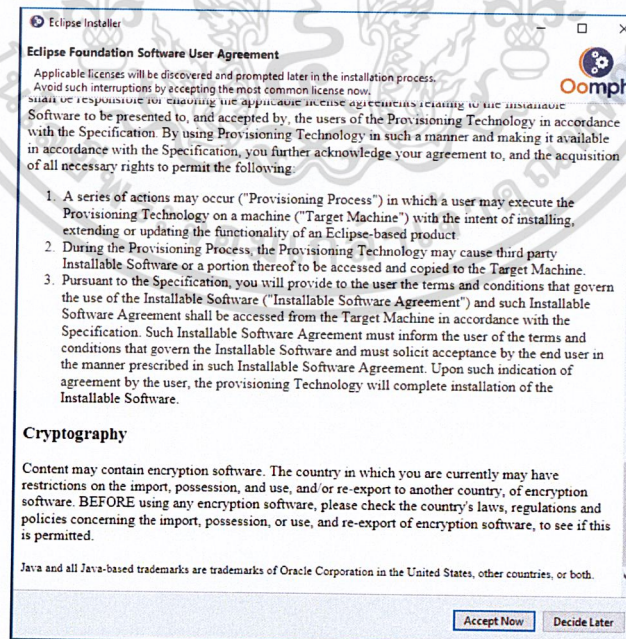 Eclipse Installer
Eclipse Foundation Software User Agreement
Applicable licenses will be discovered and prompted later in the installation process.
Avoid such interruptions by accepting the most common license now.
Oomph
shall be responsible for enabling the applicable license agreements relating to the Installable
Software to be presented to, and accepted by, the users of the Provisioning Technology in accordance
with the Specification. By using Provisioning Technology in such a manner and making it available
in accordance with the Specification, you further acknowledge your agreement to, and the acquisition
of all necessary rights to permit the following:
1. A series of actions may occur ("Provisioning Process") in which a user may execute the
Provisioning Technology on a machine ("Target Machine") with the intent of installing,
extending or updating the functionality of an Eclipse-based product
2. During the Provisioning Process, the Provisioning Technology may cause third party
Installable Software or a portion thereof to be accessed and copied to the Target Machine.
3. Pursuant to the Specification, you will provide to the user the terms and conditions that govern
the use of the Installable Software ("Installable Software Agreement") and such Installable
Software Agreement shall be accessed from the Target Machine in accordance with the
Specification. Such Installable Software Agreement must inform the user of the terms and
conditions that govern the Installable Software and must solicit acceptance by the end user in
the manner prescribed in such Installable Software Agreement. Upon such indication of
agreement by the user, the provisioning Technology will complete installation of the
Installable Software.
Cryptography
Content may contain encryption software. The country in which you are currently may have
restrictions on the import, possession, and use, and/or re-export to another country, of encryption
software. BEFORE using any encryption software, please check the country's laws, regulations and
policies concerning the import, possession, or use, and re-export of encryption software, to see if this
is permitted.
Java and all Java-based trademarks are trademarks of Oracle Corporation in the United States, other countries, or both.
Accept Now
Decide Later